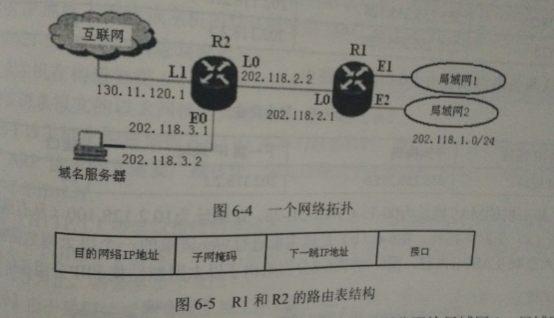 互联网
R2
R1
L0
E1
L1
202.118.2.2
局域网1
130.11.120.1
L0
E2
局域网2
E0
202.118.2.1
202.118.3.1
202.118.1.0/24
202.118.3.2
域名服务器
图 6-4 一个网络拓扑
目的网络IP地址 子网掩码 下一跳IP地址 接口
图 6-5 R1 和 R2 的路由表结构